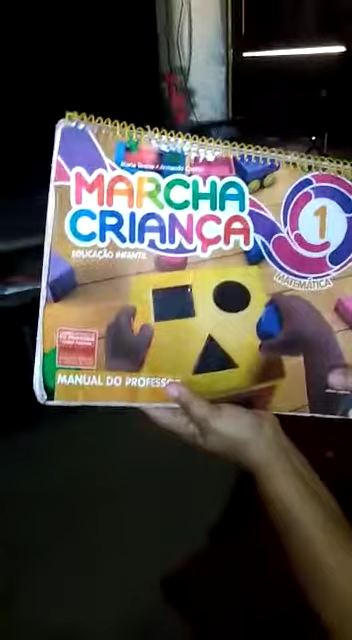 MARCHA
CRIANÇA
EDUCAÇÃO INFANTIL
1
MATEMÁTICA
MANUAL DO PROFESSOR